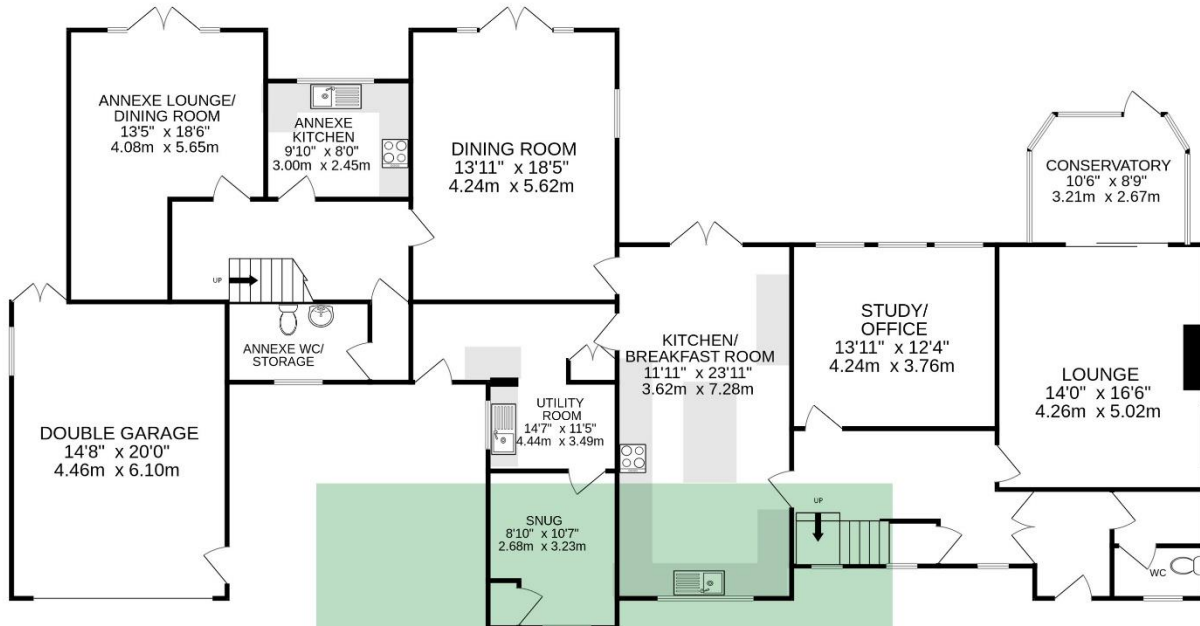 ANNEXE LOUNGE/
DINING ROOM
13'5" x 18'6"
4.08m x 5.65m
ANNEXE
KITCHEN
9'10" x 8'0"
3.00m x 2.45m
DINING ROOM
13'11" x 18'5"
4.24m x 5.62m
CONSERVATORY
10'6" x 8'9"
3.21m x 2.67m
UP
ANNEXE WC/
STORAGE
KITCHEN/
BREAKFAST ROOM
11'11" x 23'11"
3.62m x 7.28m
STUDY/
OFFICE
13'11" x 12'4"
4.24m x 3.76m
LOUNGE
14'0" x 16'6"
4.26m x 5.02m
DOUBLE GARAGE
14'8" x 20'0"
4.46m x 6.10m
UTILITY
ROOM
14'7" x 11'5"
4.44m x 3.49m
SNUG
8'10" x 10'7"
2.68m x 3.23m
UP
WC